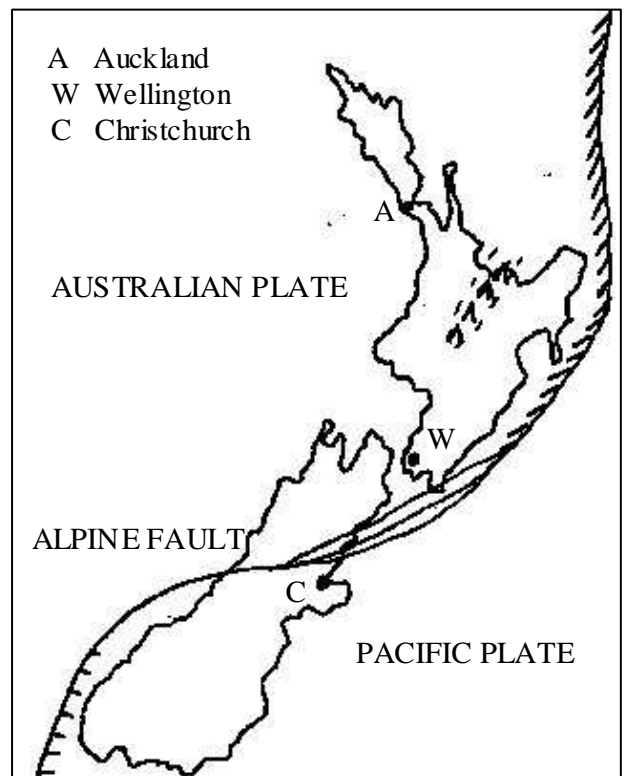 A Auckland
W Wellington
C Christchurch
A
AUSTRALIAN PLATE
W
ALPINE FAULT
C
PACIFIC PLATE